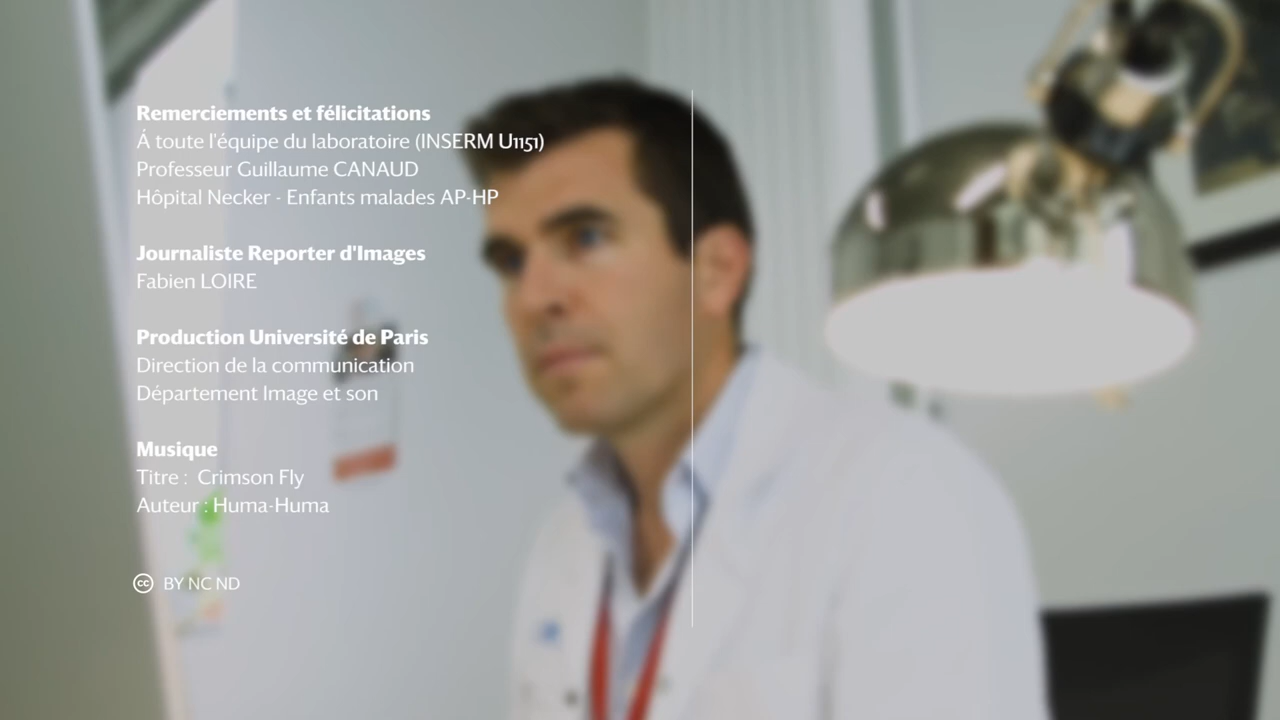 Remerciements et félicitations
Á toute l'équipe du laboratoire (INSERM U1151)
Professeur Guillaume CANAUD
Hôpital Necker - Enfants malades AP-HP
Journaliste Reporter d'Images
Fabien LOIRE
Production Université de Paris
Direction de la communication
Département Image et son
Musique
Titre : Crimson Fly
Auteur : Huma-Huma
cc BY NC ND